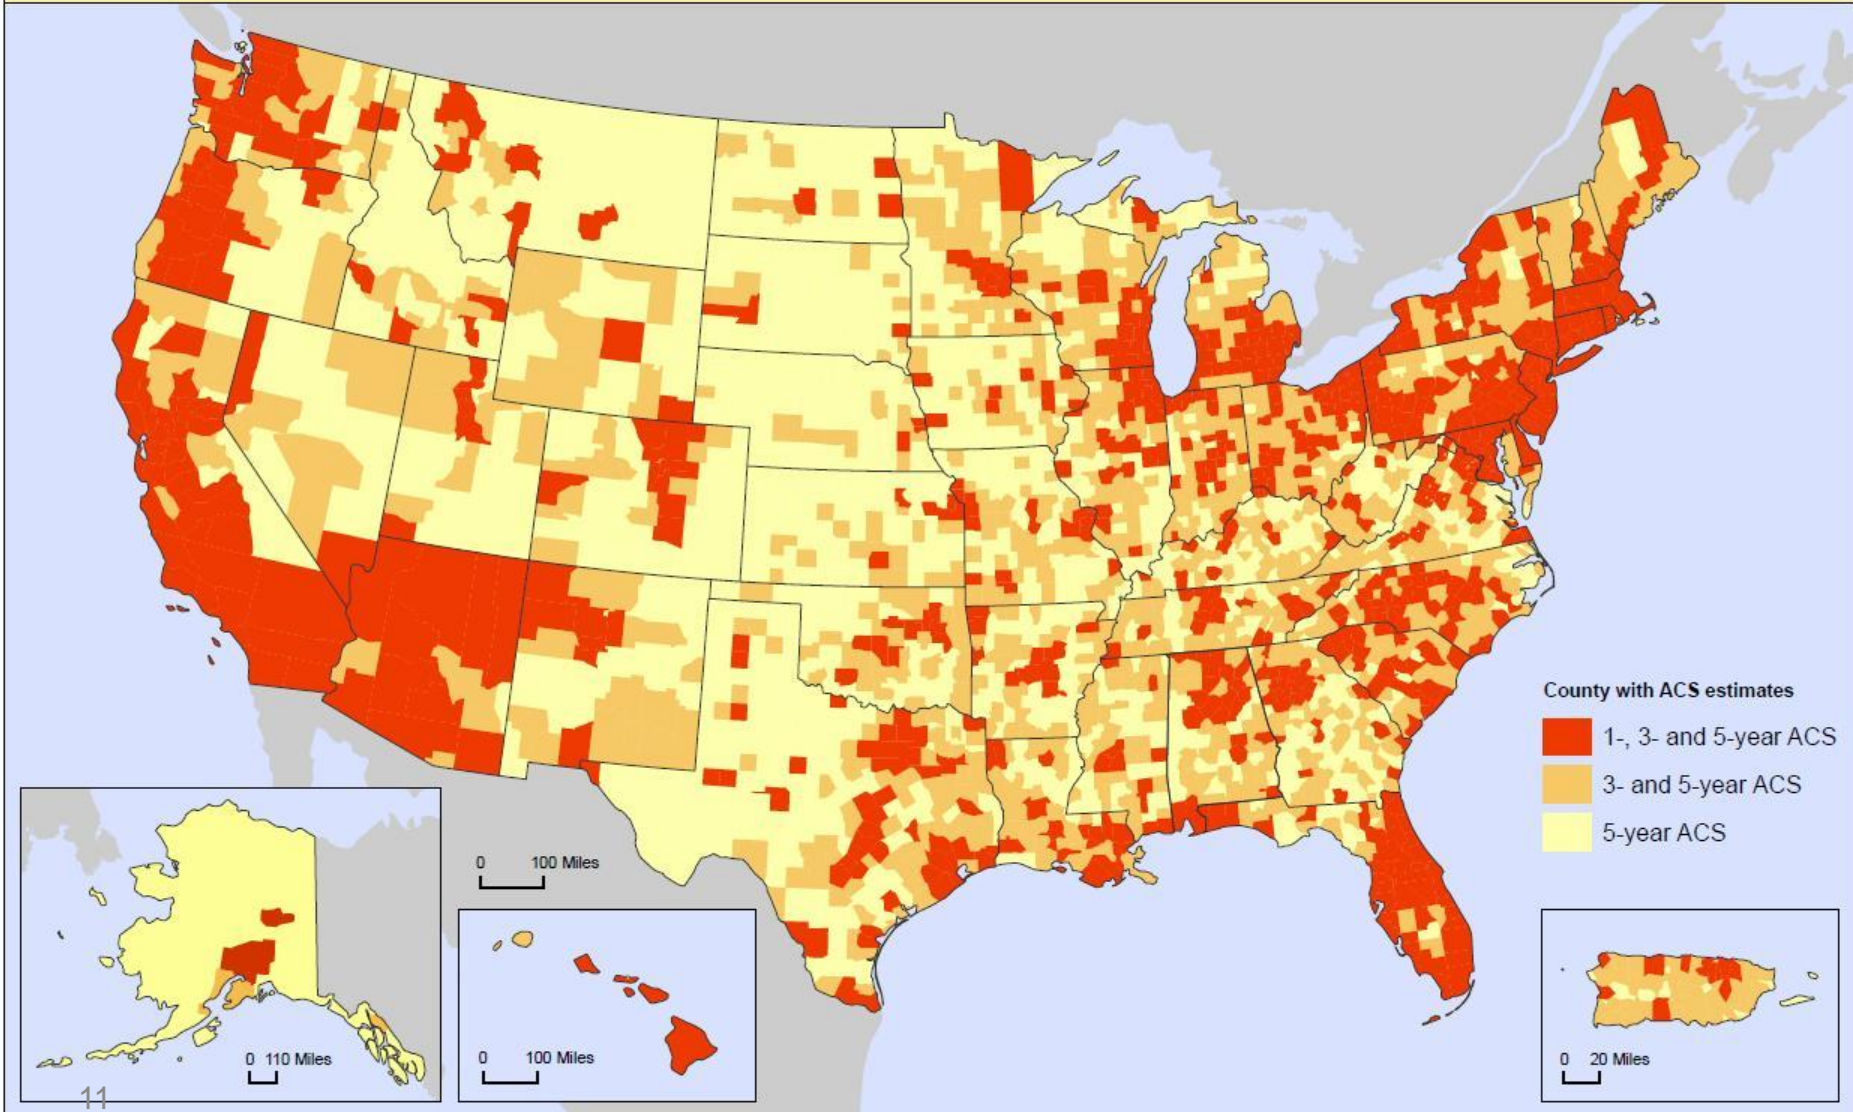 County with ACS estimates
1-, 3- and 5-year ACS
3- and 5-year ACS
5-year ACS
0 100 Miles
0 110 Miles
0 100 Miles
0 20 Miles
11